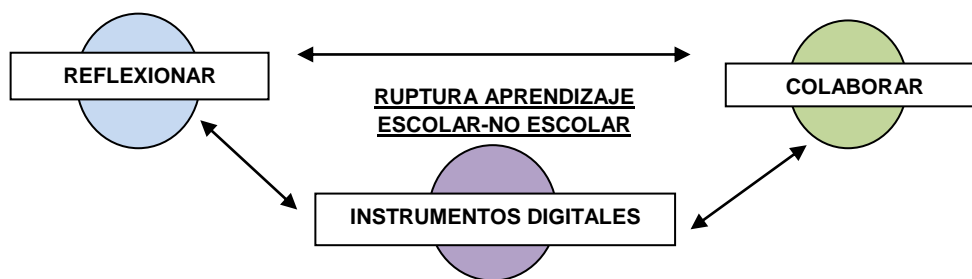 REFLEXIONAR
COLABORAR
RUPTURA APRENDIZAJE
ESCOLAR-NO ESCOLAR
INSTRUMENTOS DIGITALES